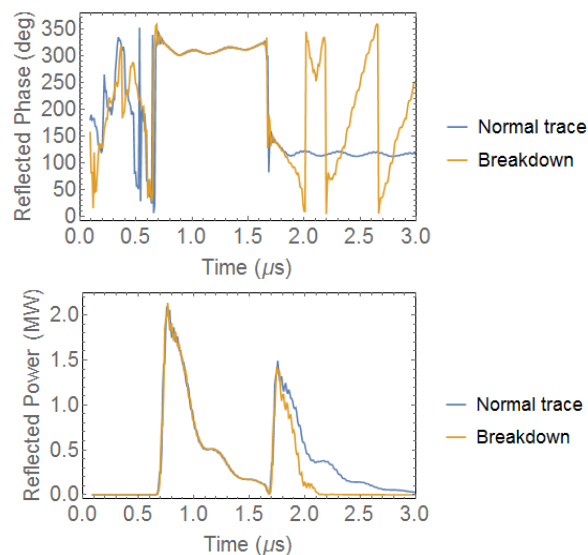 Reflected Phase (deg)
350
300
250
200
150
100
50
0
0.0 0.5 1.0 1.5 2.0 2.5 3.0
Time (μs)
Normal trace
Breakdown
Reflected Power (MW)
2.0
1.5
1.0
0.5
0.0
0.0 0.5 1.0 1.5 2.0 2.5 3.0
Time (μs)
Normal trace
Breakdown